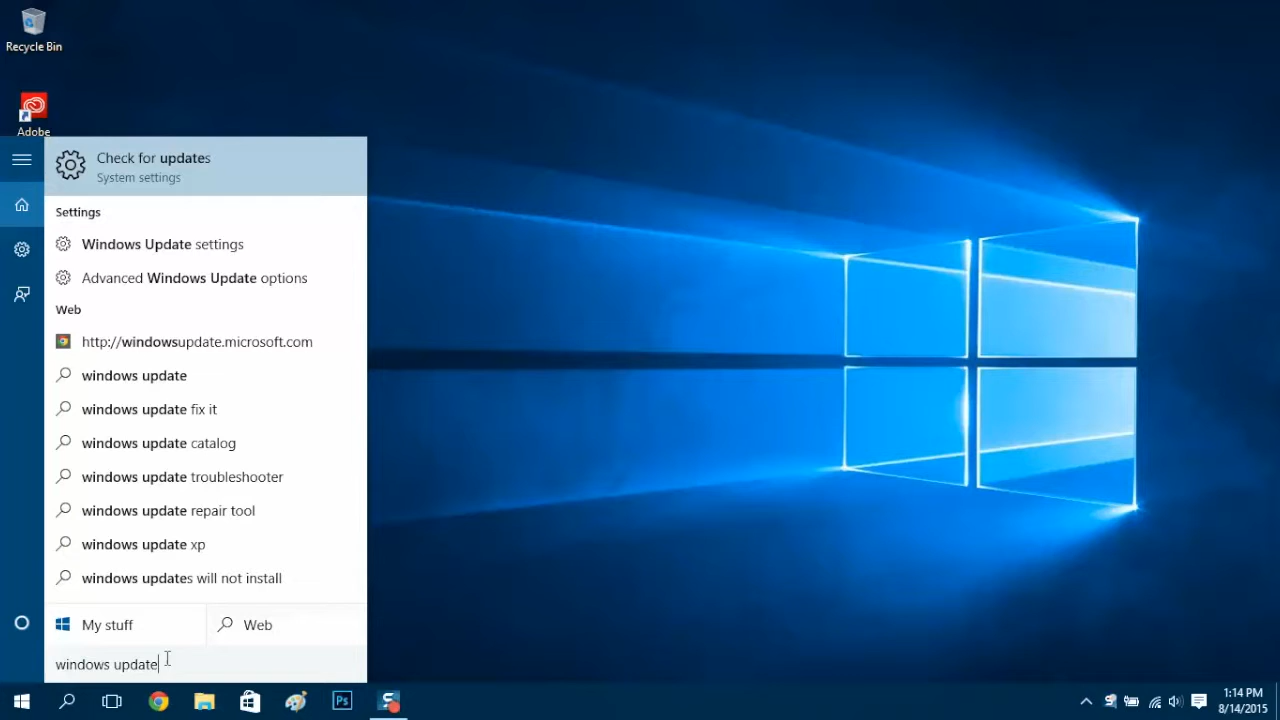 Recycle Bin
Adobe
Check for updates
System settings
Settings
Windows Update settings
Advanced Windows Update options
Web
http://windowsupdate.microsoft.com
windows update
windows update fix it
windows update catalog
windows update troubleshooter
windows update repair tool
windows update xp
windows updates will not install
My stuff
Web
windows update
Ps
S
1:14 PM
8/14/2015